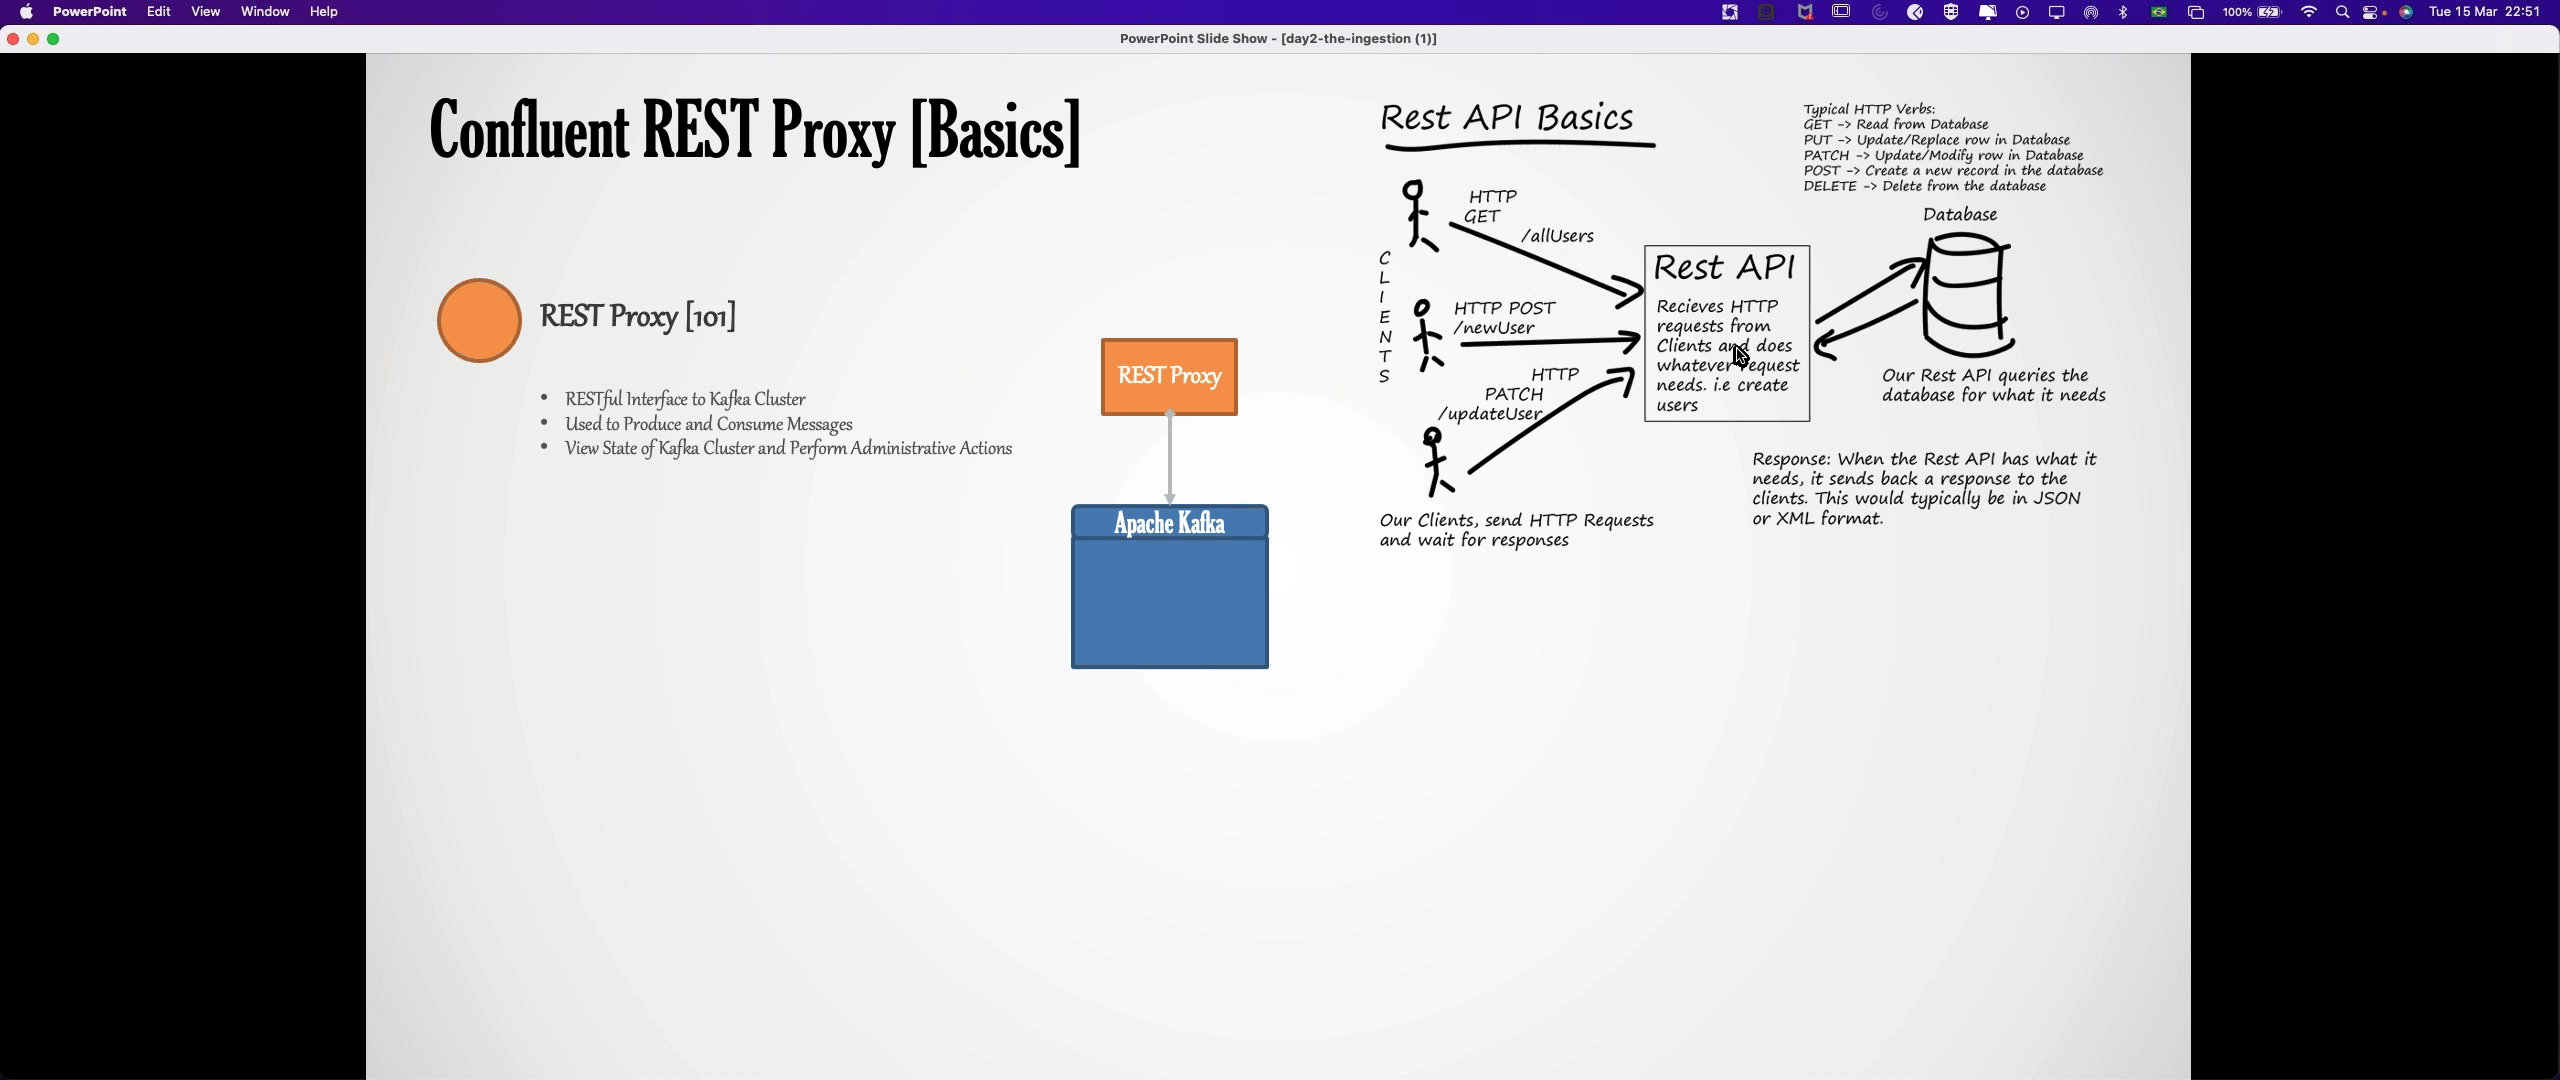 PowerPoint Edit View Window Help
100% Tue 15 Mar 22:51
PowerPoint Slide Show - [day2-the-ingestion (1)]
Confluent REST Proxy [Basics]
REST Proxy [101]
• RESTful Interface to Kafka Cluster
• Used to Produce and Consume Messages
• View State of Kafka Cluster and Perform Administrative Actions
REST Proxy
Apache Kafka
Rest API Basics
Typical HTTP Verbs:
GET -> Read from Database
PUT -> Update/Replace row in Database
PATCH -> Update/Modify row in Database
POST -> Create a new record in the database
DELETE -> Delete from the database
CLIENTS
HTTP
GET
/allUsers
HTTP POST
/newUser
HTTP
PATCH
/updateUser
Our Clients, send HTTP Requests
and wait for responses
Rest API
Recieves HTTP
requests from
Clients and does
whatever request
needs. i.e create
users
Database
Our Rest API queries the
database for what it needs
Response: When the Rest API has what it
needs, it sends back a response to the
clients. This would typically be in JSON
or XML format.